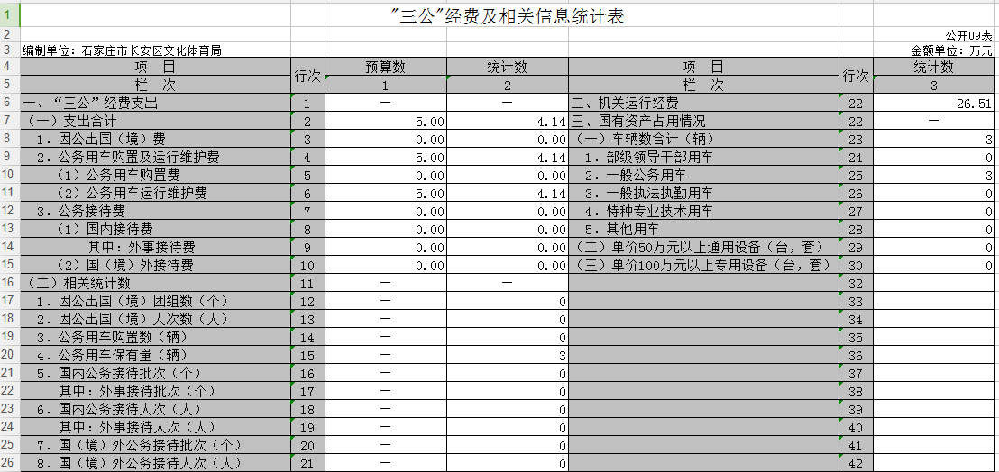 1 "三公"经费及相关信息统计表
2 公开09表
3 编制单位：石家庄市长安区文化体育局 金额单位：万元
4 项 目 行次 预算数 统计数 项 目 行次 统计数
5 栏 次 1 2 栏 次 3
6 一、“三公”经费支出 1 — — 二、机关运行经费 22 26.51
7 （一）支出合计 2 5.00 4.14 三、国有资产占用情况 22 —
8 1．因公出国（境）费 3 0.00 0.00 （一）车辆数合计（辆） 23 3
9 2．公务用车购置及运行维护费 4 5.00 4.14 1．部级领导干部用车 24 0
10 （1）公务用车购置费 5 0.00 0.00 2．一般公务用车 25 3
11 （2）公务用车运行维护费 6 5.00 4.14 3．一般执法执勤用车 26 0
12 3．公务接待费 7 0.00 0.00 4．特种专业技术用车 27 0
13 （1）国内接待费 8 0.00 0.00 5．其他用车 28 0
14 其中：外事接待费 9 0.00 0.00 （二）单价50万元以上通用设备（台，套） 29 0
15 （2）国（境）外接待费 10 0.00 0.00 （三）单价100万元以上专用设备（台，套） 30 0
16 （二）相关统计数 11 — — 32
17 1．因公出国（境）团组数（个） 12 — 0 33
18 2．因公出国（境）人次数（人） 13 — 0 34
19 3．公务用车购置数（辆） 14 — 0 35
20 4．公务用车保有量（辆） 15 — 3 36
21 5．国内公务接待批次（个） 16 — 0 37
22 其中：外事接待批次（个） 17 — 0 38
23 6．国内公务接待人次（人） 18 — 0 39
24 其中：外事接待人次（人） 19 — 0 40
25 7．国（境）外公务接待批次（个） 20 — 0 41
26 8．国（境）外公务接待人次（人） 21 — 0 42